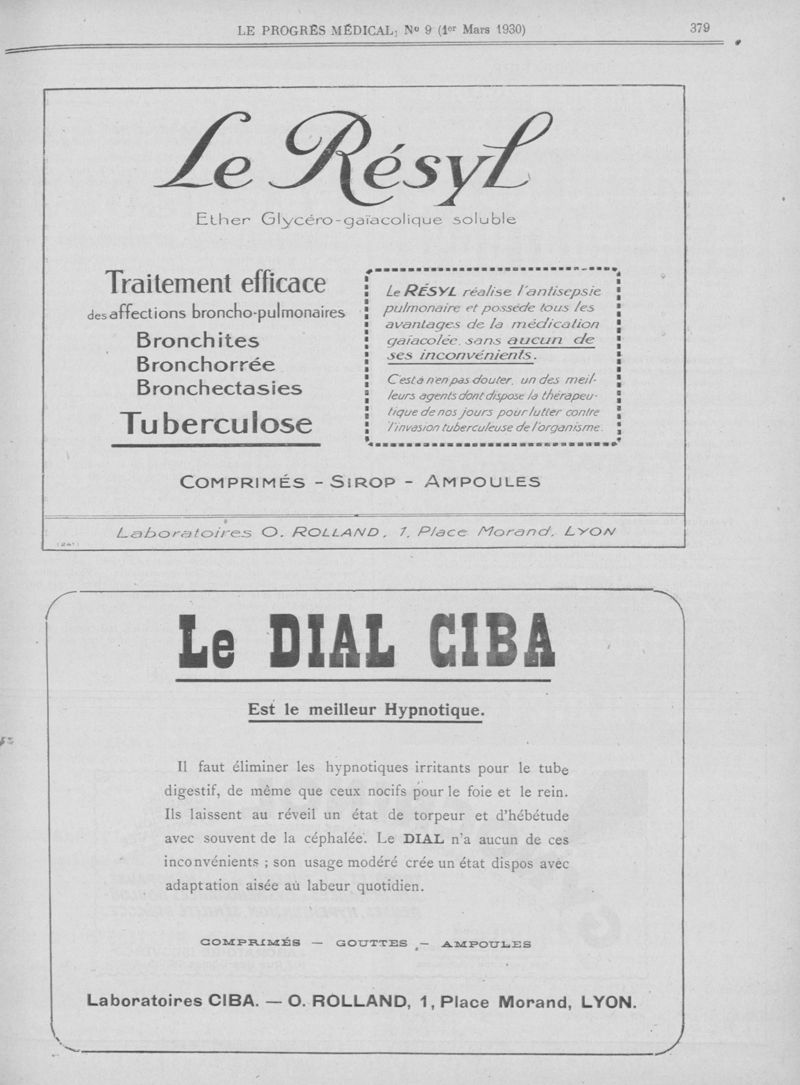 LE PROGRÈS MÉDICAL, Nº 9 (1er Mars 1930)
379
Le Résyl
Ether Glycéro-gaïacolique soluble
Traitement efficace
des affections broncho-pulmonaires
Bronchites
Bronchorrée
Bronchectasies
Tuberculose
Le RÉSYL réalise l'antisepsie
pulmonaire et possède tous les
avantages de la médication
gaïacolée, sans aucun de
ses inconvénients.
C'est à n'en pas douter, un des meil-
leurs agents dont dispose la thérapeu-
tique de nos jours pour lutter contre
l'invasion tuberculeuse de l'organisme.
COMPRIMÉS - SIROP - AMPOULES
Laboratoires O. ROLLAND, 1, Place Morand, LYON
Le DIAL CIBA
Est le meilleur Hypnotique.
Il faut éliminer les hypnotiques irritants pour le tube
digestif, de même que ceux nocifs pour le foie et le rein.
Ils laissent au réveil un état de torpeur et d'hébétude
avec souvent de la céphalée. Le DIAL n'a aucun de ces
inconvénients ; son usage modéré crée un état dispos avec
adaptation aisée au labeur quotidien.
COMPRIMÉS — GOUTTES — AMPOULES
Laboratoires CIBA. — O. ROLLAND, 1, Place Morand, LYON.